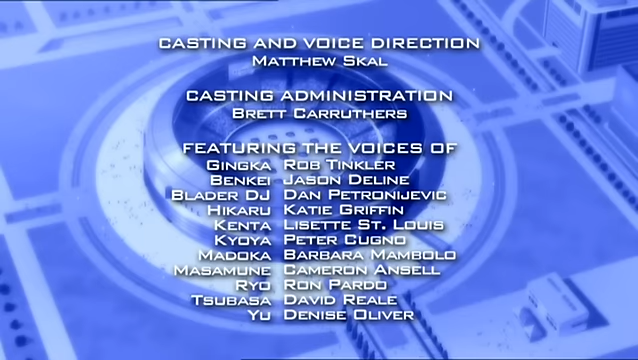 CASTING AND VOICE DIRECTION
MATTHEW SKAL
CASTING ADMINISTRATION
BRETT CARRUTHERS
FEATURING THE VOICES OF
GINGKA ROB TINKLER
BENKEI JASON DELINE
BLADER DJ DAN PETRONIJEVIC
HIKARU KATIE GRIFFIN
KENTA LISETTE ST. LOUIS
KYOYA PETER CUGNO
MADOKA BARBARA MAMBOLO
MASAMUNE CAMERON ANSELL
RYO RON PARDO
TSUBASA DAVID REALE
YU DENISE OLIVER